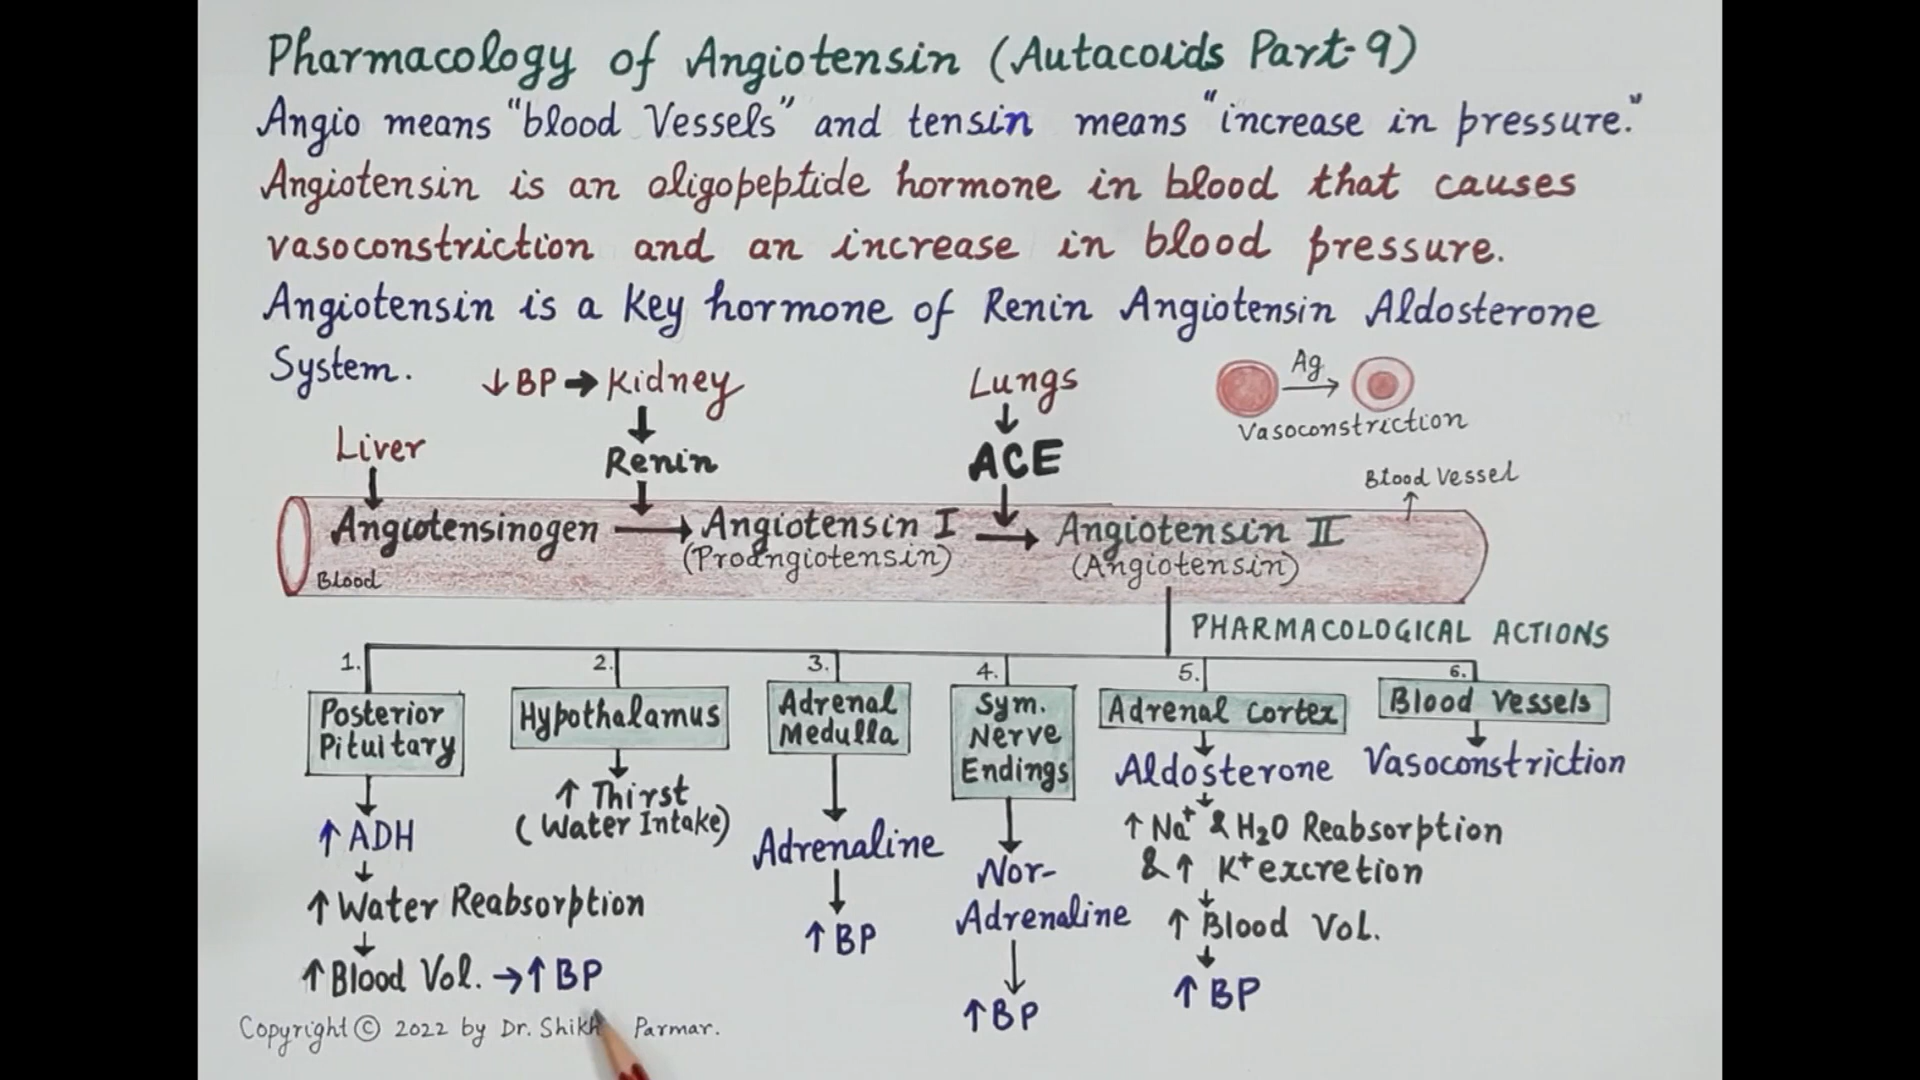 Pharmacology of Angiotensin (Autacoids Part-9)
Angio means "blood Vessels" and tensin means "increase in pressure."
Angiotensin is an oligopeptide hormone in blood that causes
vasoconstriction and an increase in blood pressure.
Angiotensin is a key hormone of Renin Angiotensin Aldosterone
System.
↓BP → Kidney
Lungs
Ag
Vasoconstriction
Liver
Renin
ACE
Blood Vessel
Angiotensinogen → Angiotensin I → Angiotensin II
(Proangiotensin)
(Angiotensin)
Blood
PHARMACOLOGICAL ACTIONS
1.
Posterior
Pituitary
↑ADH
↑Water Reabsorption
↑Blood Vol. → ↑BP
2.
Hypothalamus
↑ Thirst
(Water Intake)
3.
Adrenal
Medulla
Adrenaline
↑BP
4.
Sym.
Nerve
Endings
Nor-
Adrenaline
↑BP
5.
Adrenal cortex
Aldosterone
↑Na⁺ & H₂O Reabsorption
& ↑ K⁺ excretion
↑ Blood Vol.
↑ BP
6.
Blood vessels
Vasoconstriction
Copyright © 2022 by Dr. Shikh Parmar.